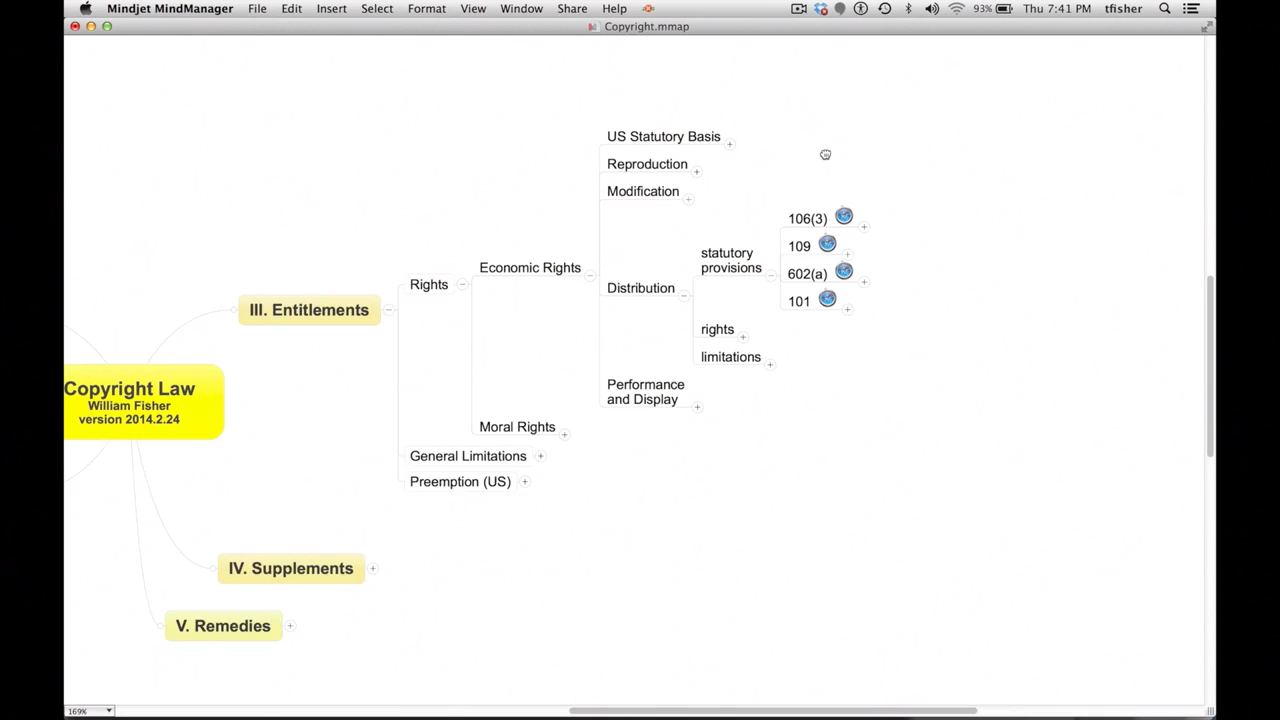 Mindjet MindManager File Edit Insert Select Format View Window Share Help 93% Thu 7:41 PM tfisher
Copyright.mmap
US Statutory Basis
Reproduction
Modification
106(3)
109
statutory
provisions
602(a)
101
Economic Rights
Rights
Distribution
III. Entitlements
rights
limitations
Performance
and Display
Copyright Law
William Fisher
version 2014.2.24
Moral Rights
General Limitations
Preemption (US)
IV. Supplements
V. Remedies
169%